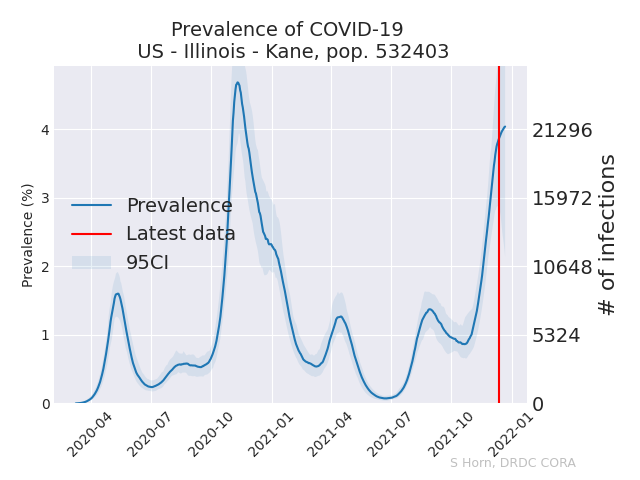 Prevalence of COVID-19
US - Illinois - Kane, pop. 532403
Prevalence (%)
4
3
2
1
0
Prevalence
Latest data
95CI
21296
15972
10648
5324
0
# of infections
2020-04
2020-07
2020-10
2021-01
2021-04
2021-07
2021-10
2022-01
S Horn, DRDC CORA